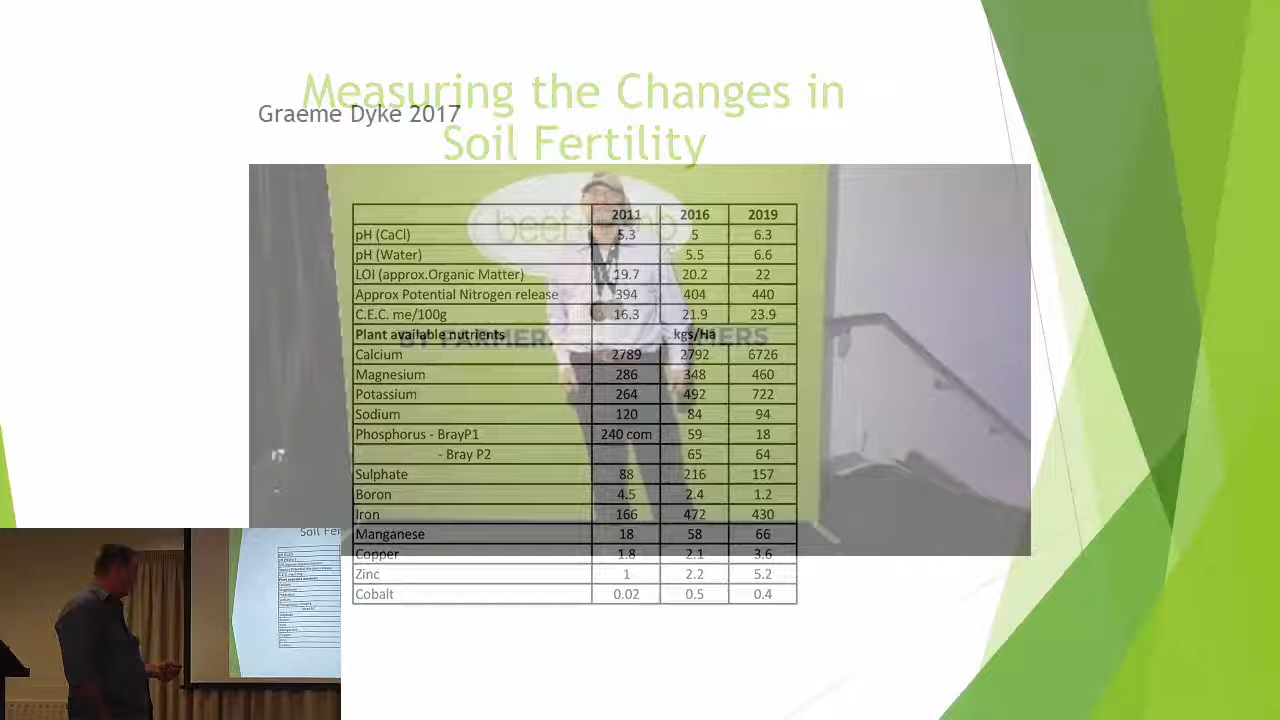 Measuring the Changes in
Graeme Dyke 2017
Soil Fertility
2011 2016 2019
pH (CaCl) 5.3 5 6.3
pH (Water) 5.5 6.6
LOI (approx.Organic Matter) 19.7 20.2 22
Approx Potential Nitrogen release 394 404 440
C.E.C. me/100g 16.3 21.9 23.9
Plant available nutrients kgs/Ha
Calcium 2789 2792 6726
Magnesium 286 348 460
Potassium 264 492 722
Sodium 120 84 94
Phosphorus - BrayP1 240 com 59 18
- Bray P2 65 64
Sulphate 88 216 157
Boron 4.5 2.4 1.2
Iron 166 472 430
Manganese 18 58 66
Copper 1.8 2.1 3.6
Zinc 1 2.2 5.2
Cobalt 0.02 0.5 0.4
Soil Fer